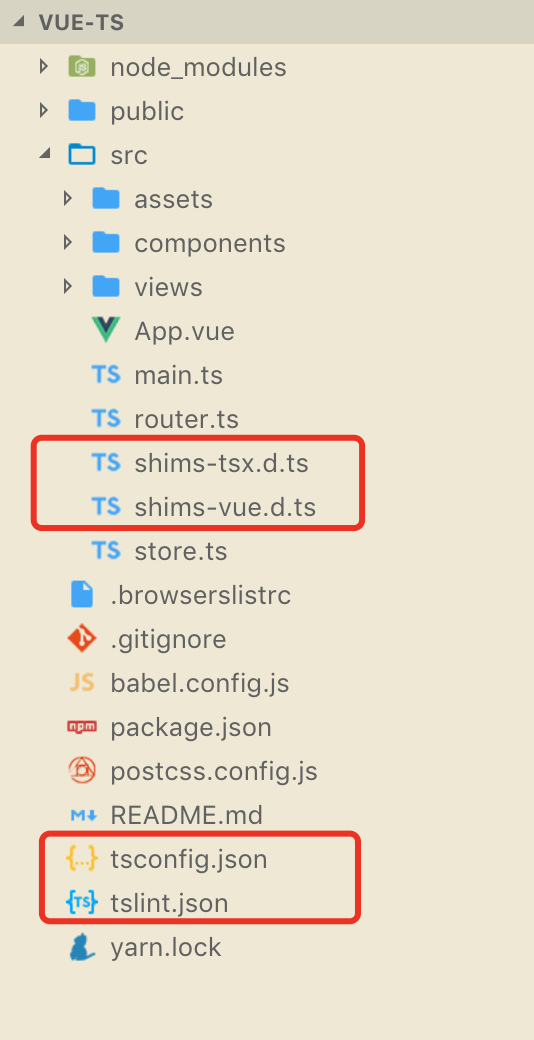 VUE-TS
node_modules
public
src
assets
components
views
App.vue
TS main.ts
TS router.ts
TS shims-tsx.d.ts
TS shims-vue.d.ts
TS store.ts
.browserslistrc
.gitignore
JS babel.config.js
npm package.json
postcss.config.js
M README.md
{...} tsconfig.json
{TS} tslint.json
yarn.lock